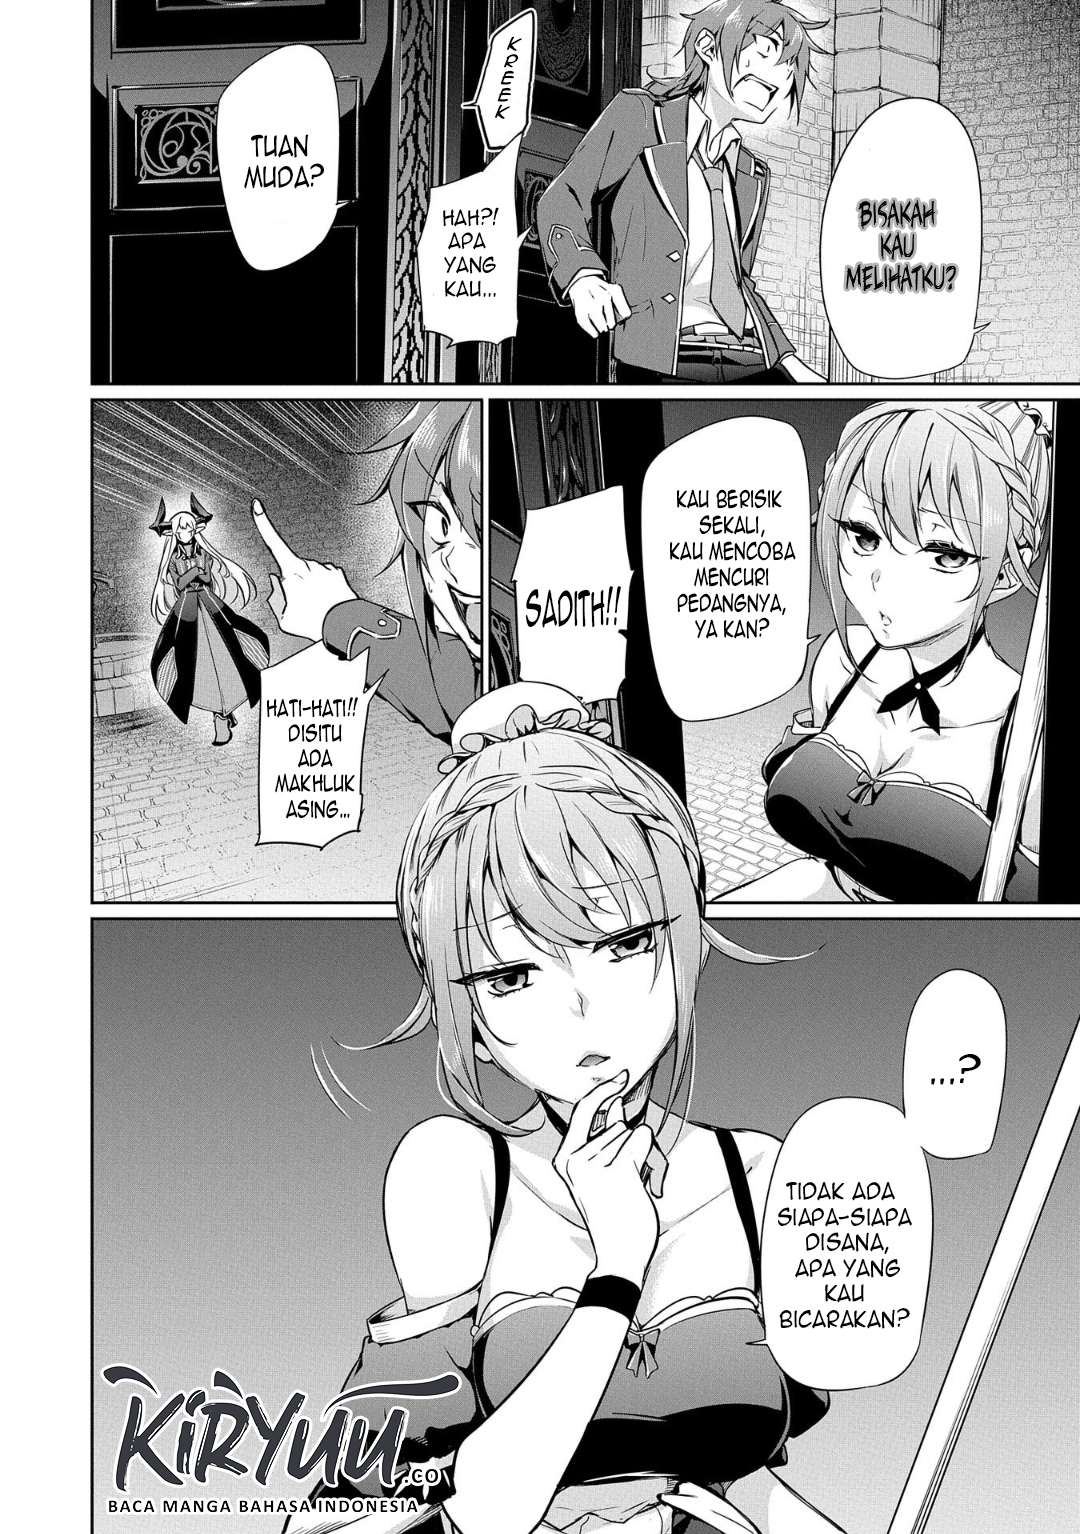 BISAKAH
KAU
MELIHATKU?
KREEK
HAH?!
APA
YANG
KAU...
TUAN
MUDA?
KAU BERISIK
SEKALI,
KAU MENCOBA
MENCURI
PEDANGNYA,
YA KAN?
SADITH!!
HATI-HATI!!
DISITU
ADA
MAKHLUK
ASING...
...?
TIDAK ADA
SIAPA-SIAPA
DISANA,
APA YANG
KAU
BICARAKAN?
KIRYUU.CO
BACA MANGA BAHASA INDONESIA